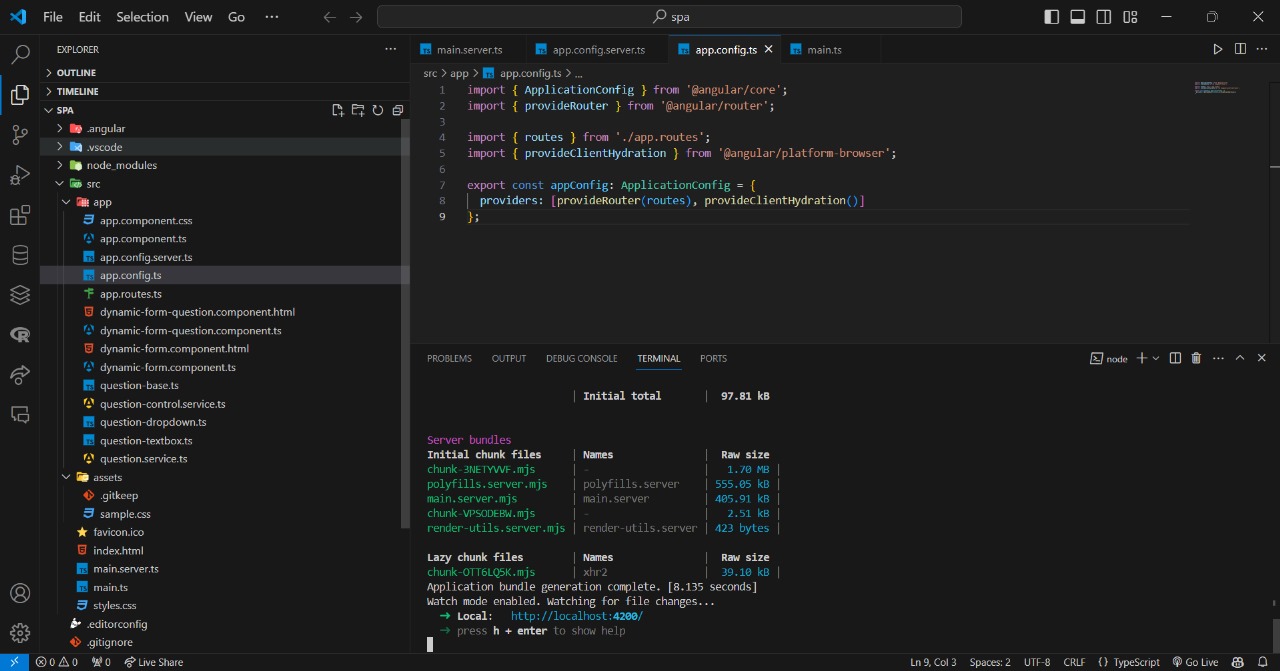 File Edit Selection View Go ··· spa
EXPLORER ···
OUTLINE
TIMELINE
SPA
.angular
.vscode
node_modules
src
app
app.component.css
app.component.ts
app.config.server.ts
app.config.ts
app.routes.ts
dynamic-form-question.component.html
dynamic-form-question.component.ts
dynamic-form.component.html
dynamic-form.component.ts
question-base.ts
question-control.service.ts
question-dropdown.ts
question-textbox.ts
question.service.ts
assets
.gitkeep
sample.css
favicon.ico
index.html
main.server.ts
main.ts
styles.css
.editorconfig
.gitignore
main.server.ts app.config.server.ts app.config.ts main.ts
src > app > app.config.ts > ...
1 import { ApplicationConfig } from '@angular/core';
2 import { provideRouter } from '@angular/router';
3
4 import { routes } from './app.routes';
5 import { provideClientHydration } from '@angular/platform-browser';
6
7 export const appConfig: ApplicationConfig = {
8 providers: [provideRouter(routes), provideClientHydration()]
9 };
PROBLEMS OUTPUT DEBUG CONSOLE TERMINAL PORTS node
| Initial total | 97.81 kB
Server bundles
Initial chunk files | Names | Raw size
chunk-3NETYVVF.mjs | - | 1.70 MB |
polyfills.server.mjs | polyfills.server | 555.05 kB |
main.server.mjs | main.server | 405.91 kB |
chunk-VPSODEBW.mjs | - | 2.51 kB |
render-utils.server.mjs | render-utils.server | 423 bytes |
Lazy chunk files | Names | Raw size
chunk-OTT6LQ5K.mjs | xhr2 | 39.10 kB |
Application bundle generation complete. [8.135 seconds]
Watch mode enabled. Watching for file changes...
➜ Local: http://localhost:4200/
➜ press h + enter to show help
0 0 0 Live Share Ln 9, Col 3 Spaces: 2 UTF-8 CRLF {} TypeScript Go Live